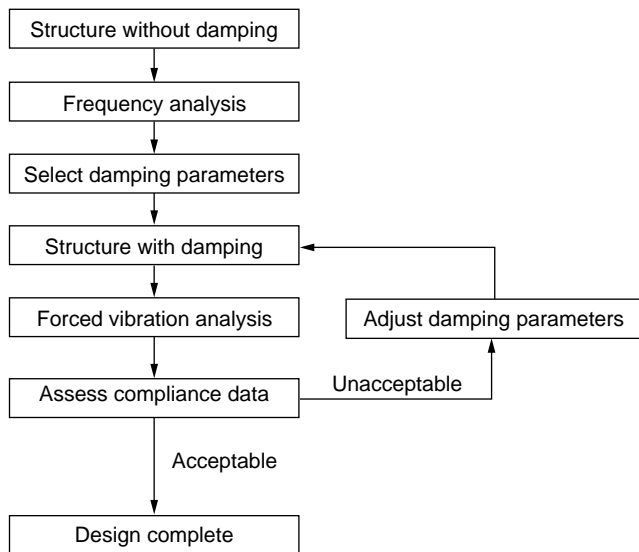 Structure without damping
Frequency analysis
Select damping parameters
Structure with damping
Forced vibration analysis
Adjust damping parameters
Assess compliance data
Unacceptable
Acceptable
Design complete